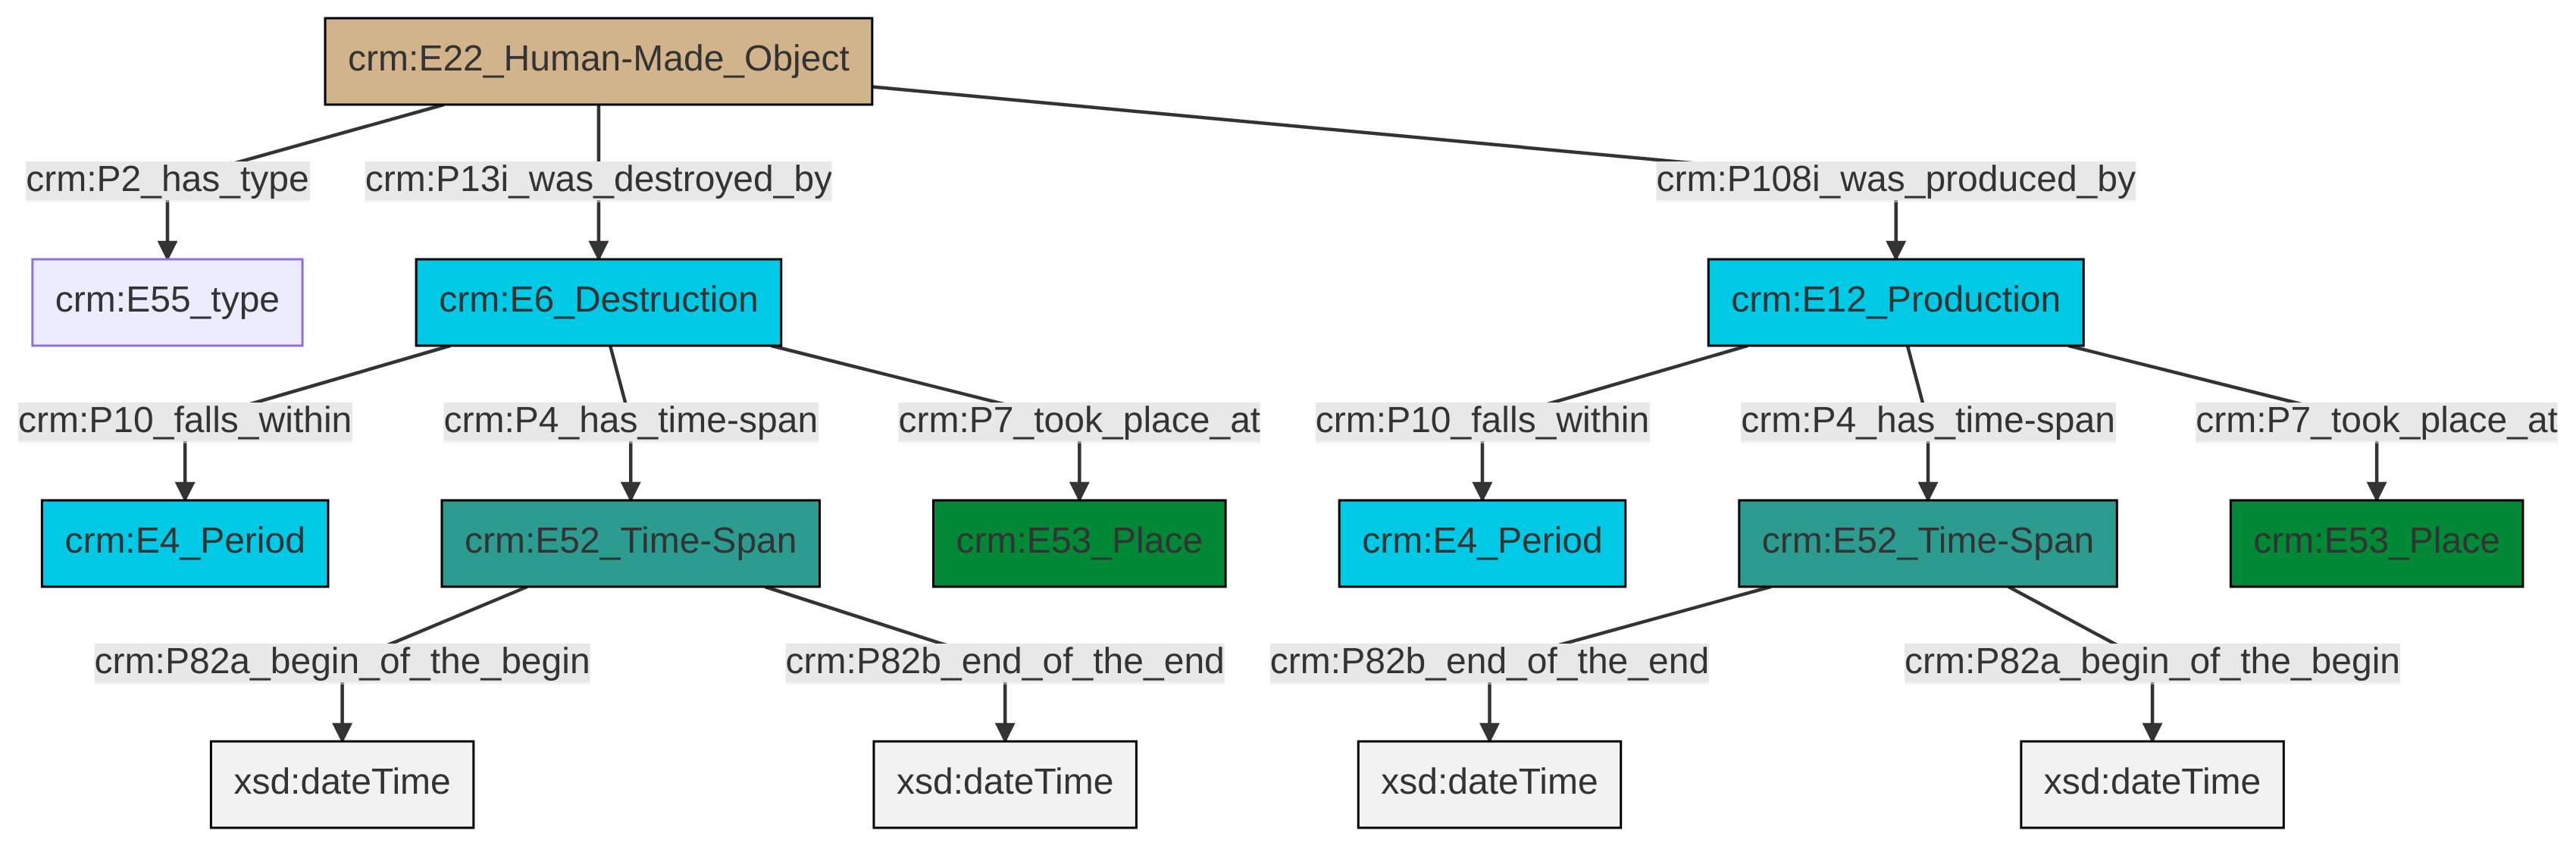 crm:E22_Human-Made_Object
crm:P2_has_type
crm:P13i_was_destroyed_by
crm:P108i_was_produced_by
crm:E55_type
crm:E6_Destruction
crm:E12_Production
crm:P10_falls_within
crm:P4_has_time-span
crm:P7_took_place_at
crm:P10_falls_within
crm:P4_has_time-span
crm:P7_took_place_at
crm:E4_Period
crm:E52_Time-Span
crm:E53_Place
crm:E4_Period
crm:E52_Time-Span
crm:E53_Place
crm:P82a_begin_of_the_begin
crm:P82b_end_of_the_end
crm:P82b_end_of_the_end
crm:P82a_begin_of_the_begin
xsd:dateTime
xsd:dateTime
xsd:dateTime
xsd:dateTime